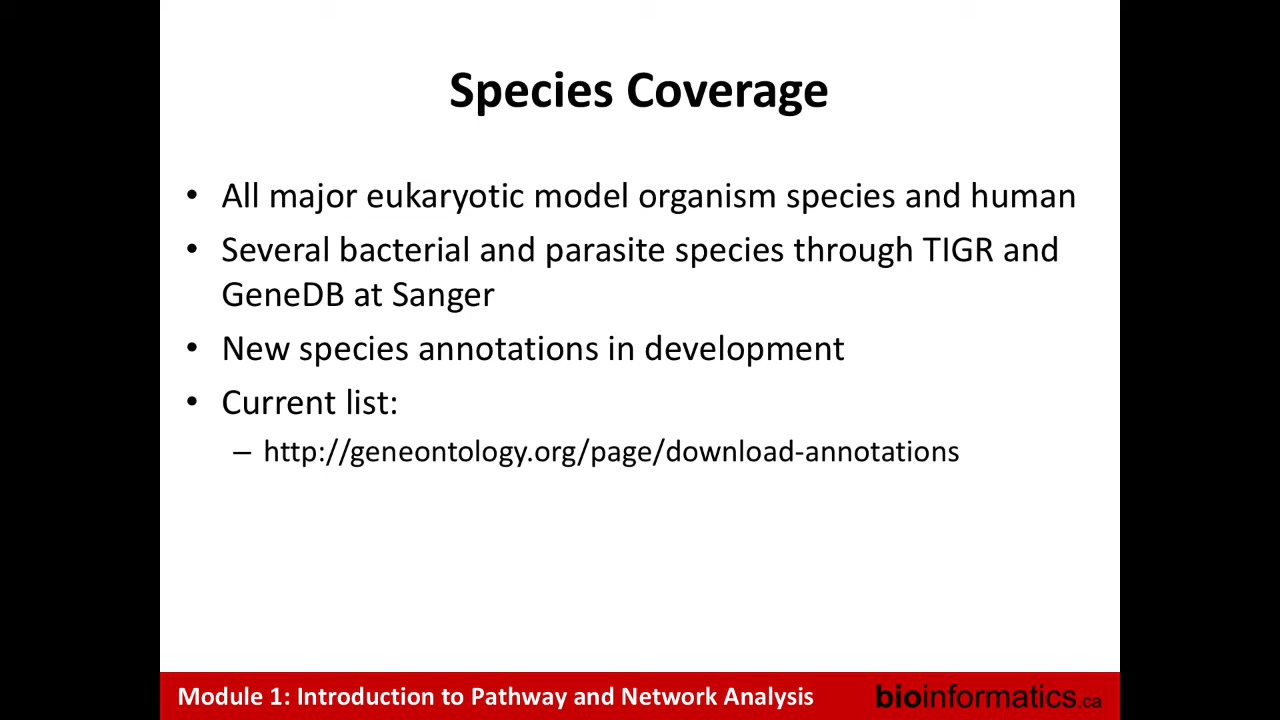 Species Coverage
• All major eukaryotic model organism species and human
• Several bacterial and parasite species through TIGR and
GeneDB at Sanger
• New species annotations in development
• Current list:
– http://geneontology.org/page/download-annotations
Module 1: Introduction to Pathway and Network Analysis
bioinformatics.ca